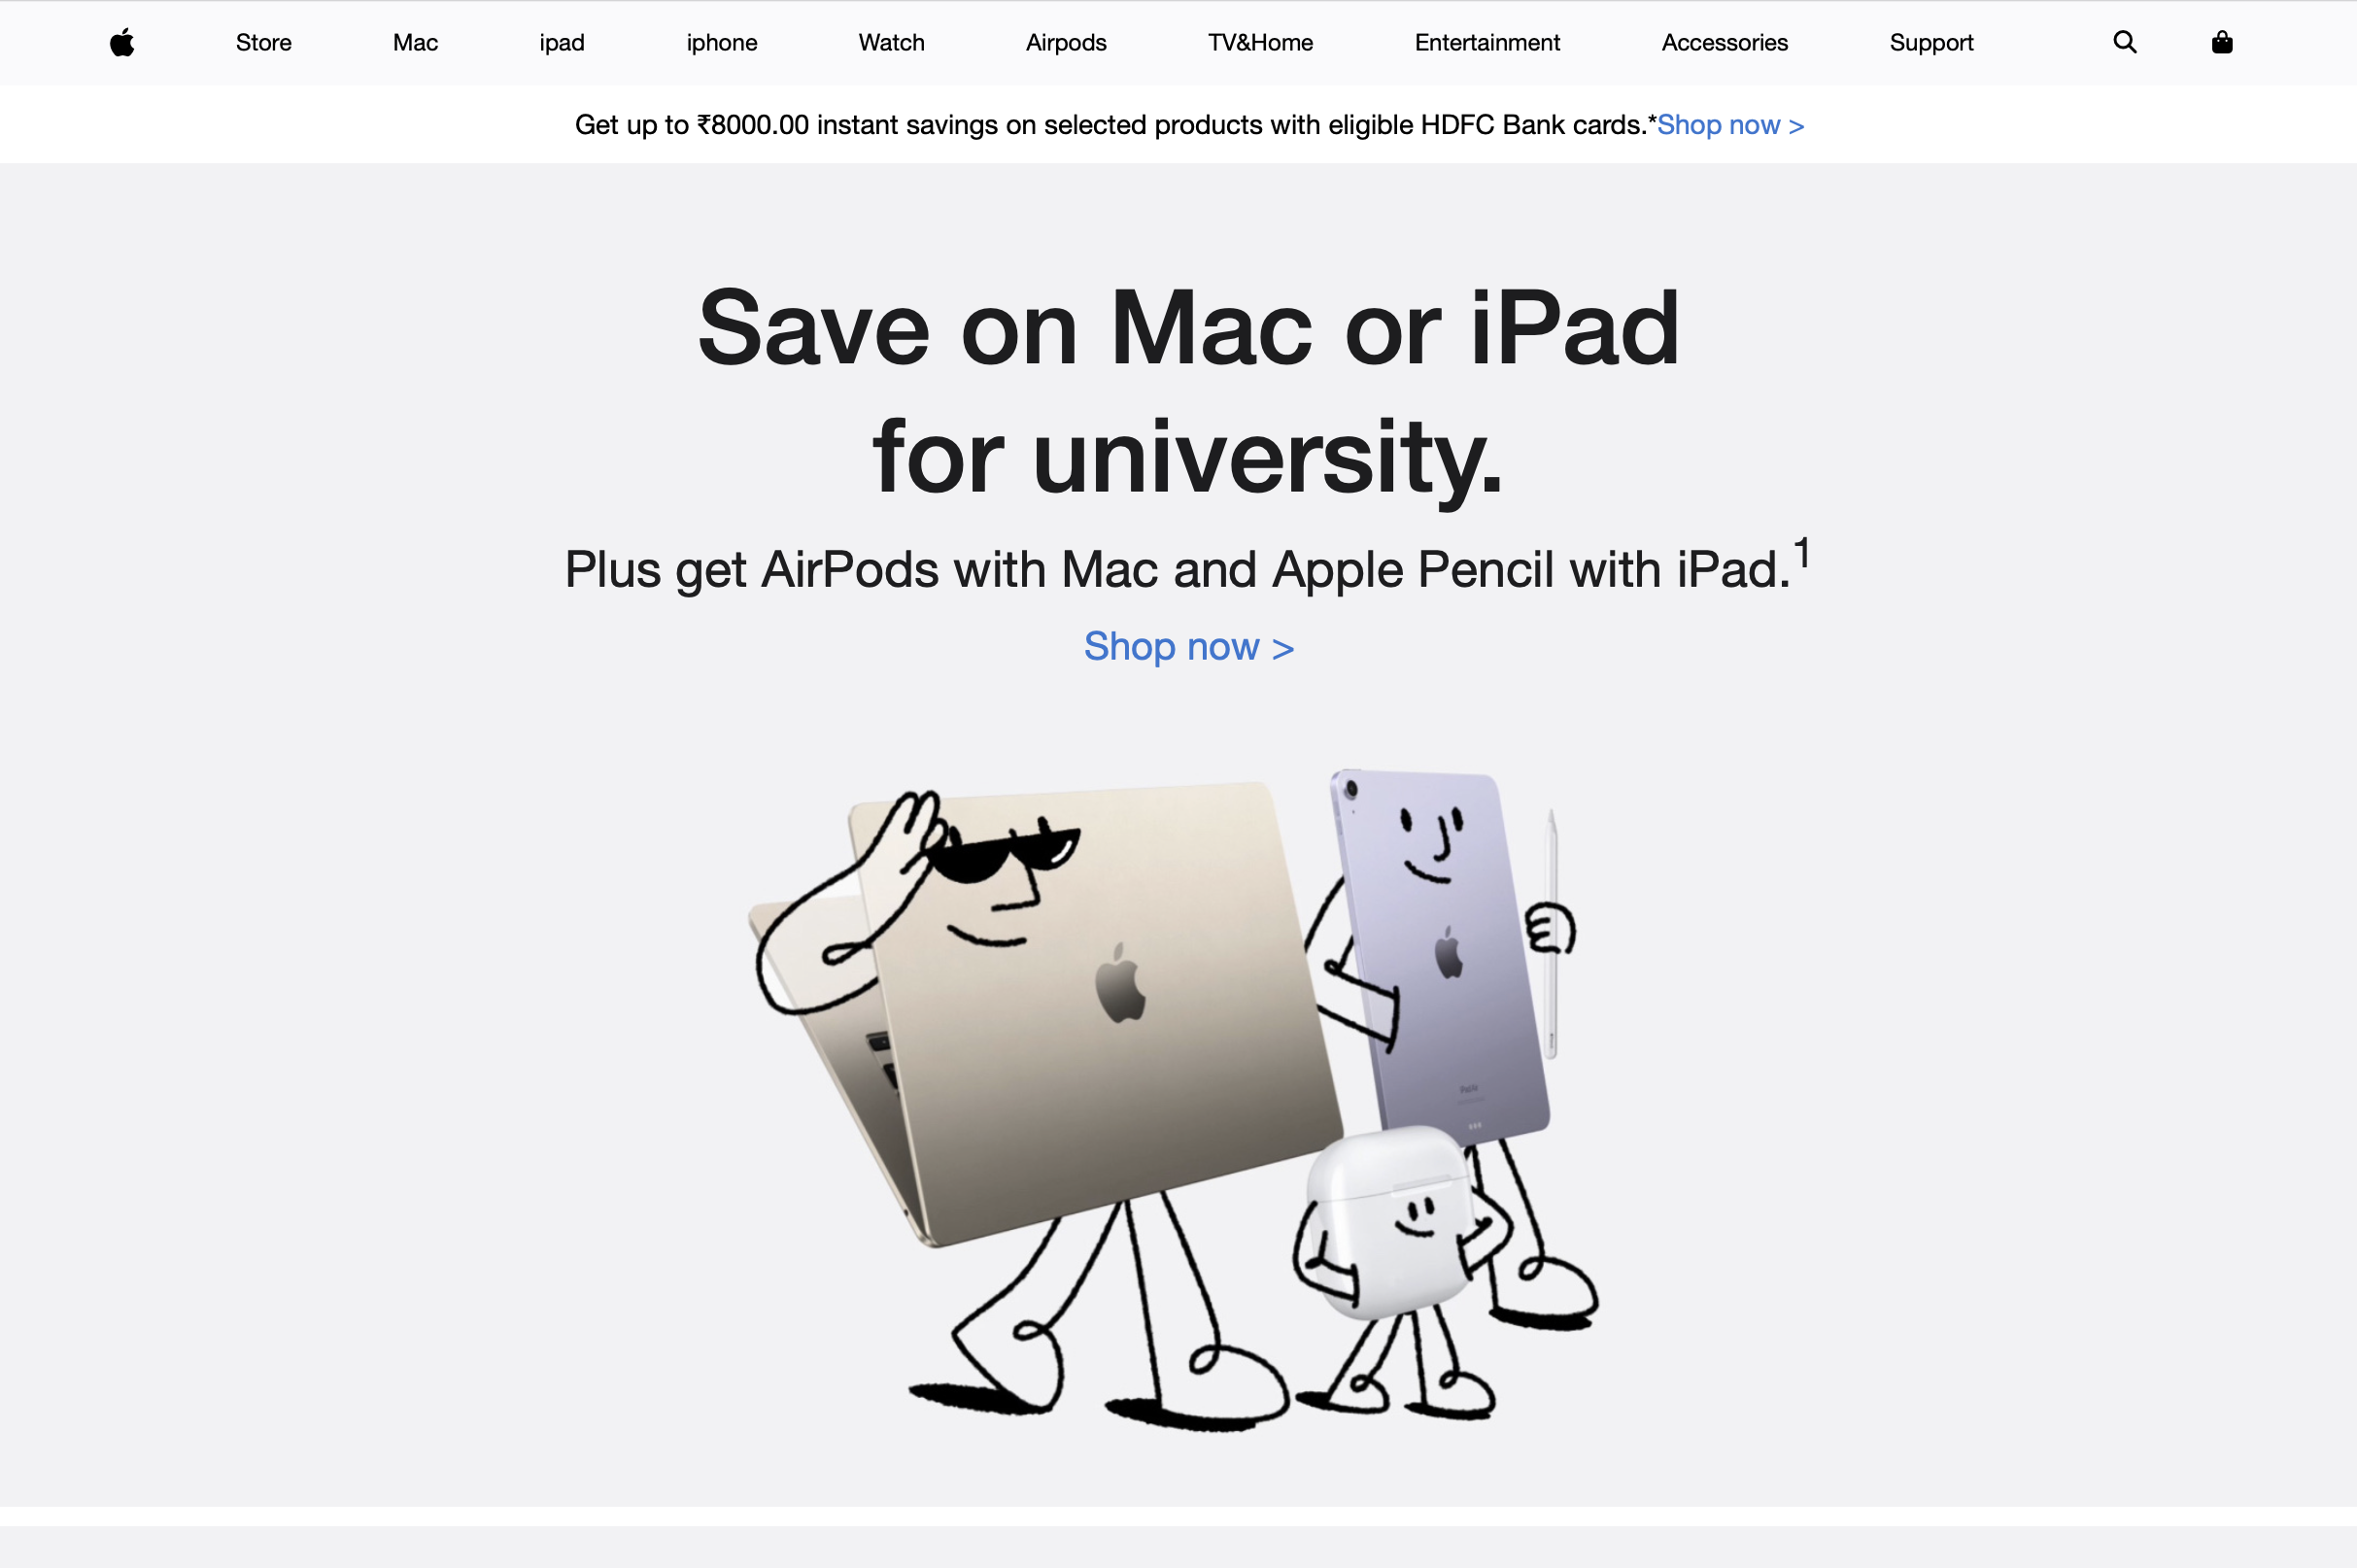 Store Mac ipad iphone Watch Airpods TV&Home Entertainment Accessories Support
Get up to ₹8000.00 instant savings on selected products with eligible HDFC Bank cards.*Shop now >
Save on Mac or iPad
for university.
Plus get AirPods with Mac and Apple Pencil with iPad.1
Shop now >